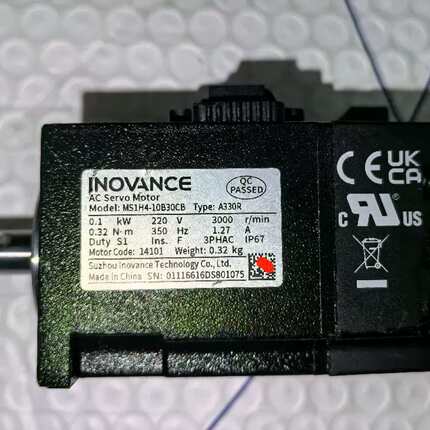 INOVANCE
QC
PASSED
AC Servo Motor
Model: MS1H4-10B30CB Type: A330R
0.1 kW 220 V 3000 r/min
0.32 N·m 350 Hz 1.27 A
Duty S1 Ins. F 3PHAC IP67
Motor Code: 14101 Weight: 0.32 kg
Suzhou Inovance Technology Co., Ltd.
Made in China SN: 01116616DS801075
CE UK
CA
c RU US